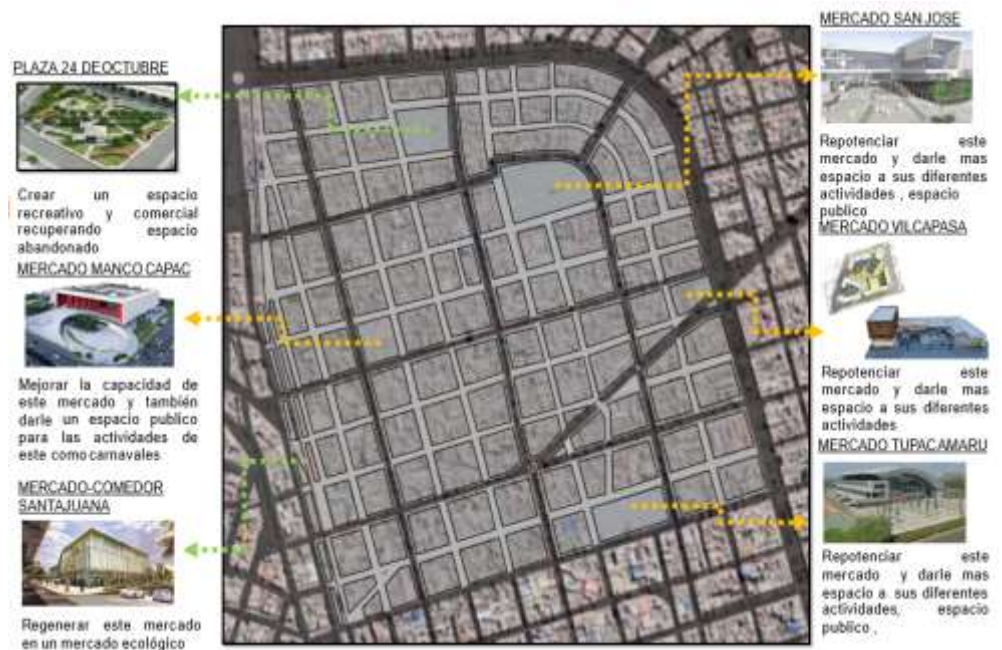 PLAZA 24 DE OCTUBRE
Crear un espacio
recreativo y comercial
recuperando espacio
abandonado
MERCADO MANCO CAPAC
Mejorar la capacidad de
este mercado y también
darle un espacio publico
para las actividades de
este como carnavales
MERCADO-COMEDOR
SANTAJUANA
Regenerar este mercado
en un mercado ecológico
MERCADO SAN JOSE
Repotenciar este
mercado y darle mas
espacio a sus diferentes
actividades , espacio
publico
MERCADO VILCAPASA
Repotenciar este
mercado y darle mas
espacio a sus diferentes
actividades
MERCADO TUPACAMARU
Repotenciar este
mercado y darle mas
espacio a sus diferentes
actividades, espacio
publico ,